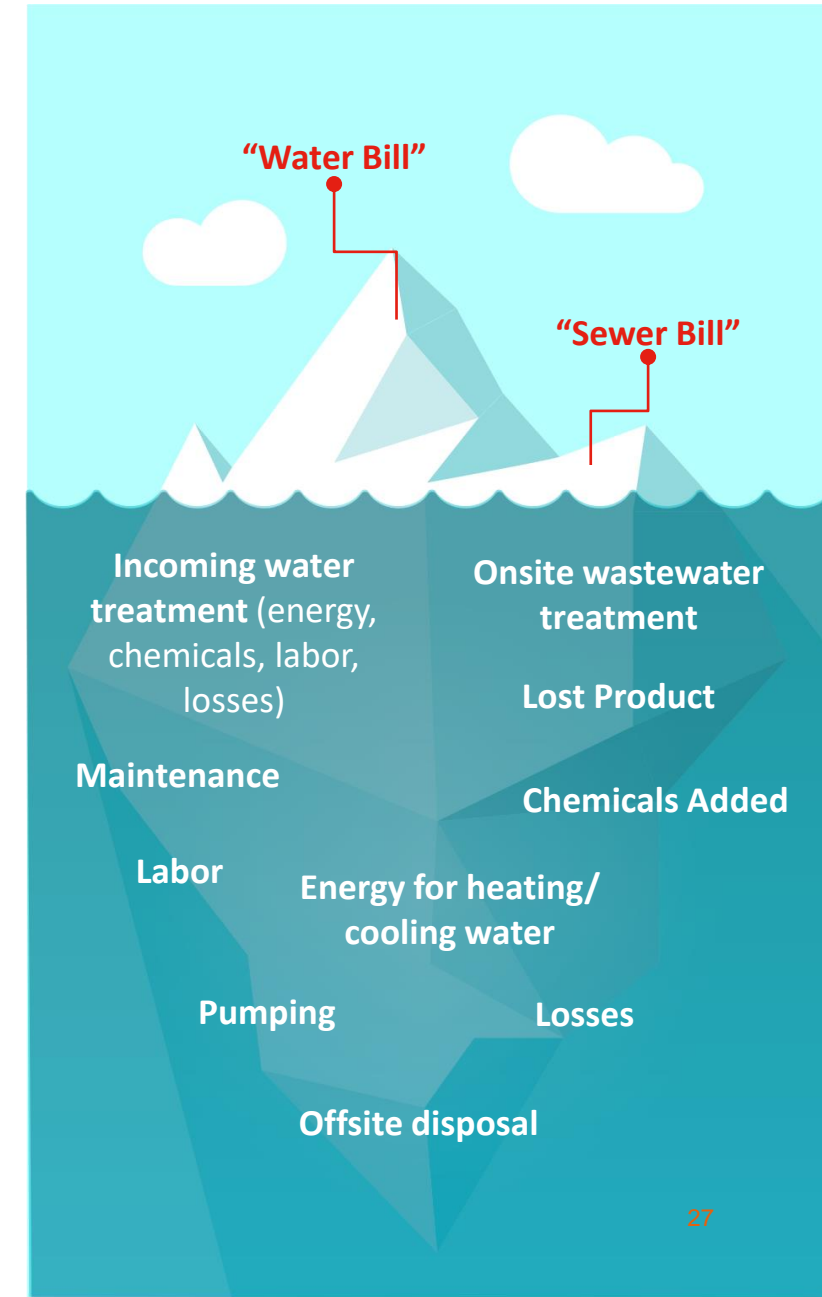 “Water Bill”
“Sewer Bill”
Incoming water
treatment (energy,
chemicals, labor,
losses)
Onsite wastewater
treatment
Lost Product
Maintenance
Chemicals Added
Labor
Energy for heating/
cooling water
Pumping
Losses
Offsite disposal
27